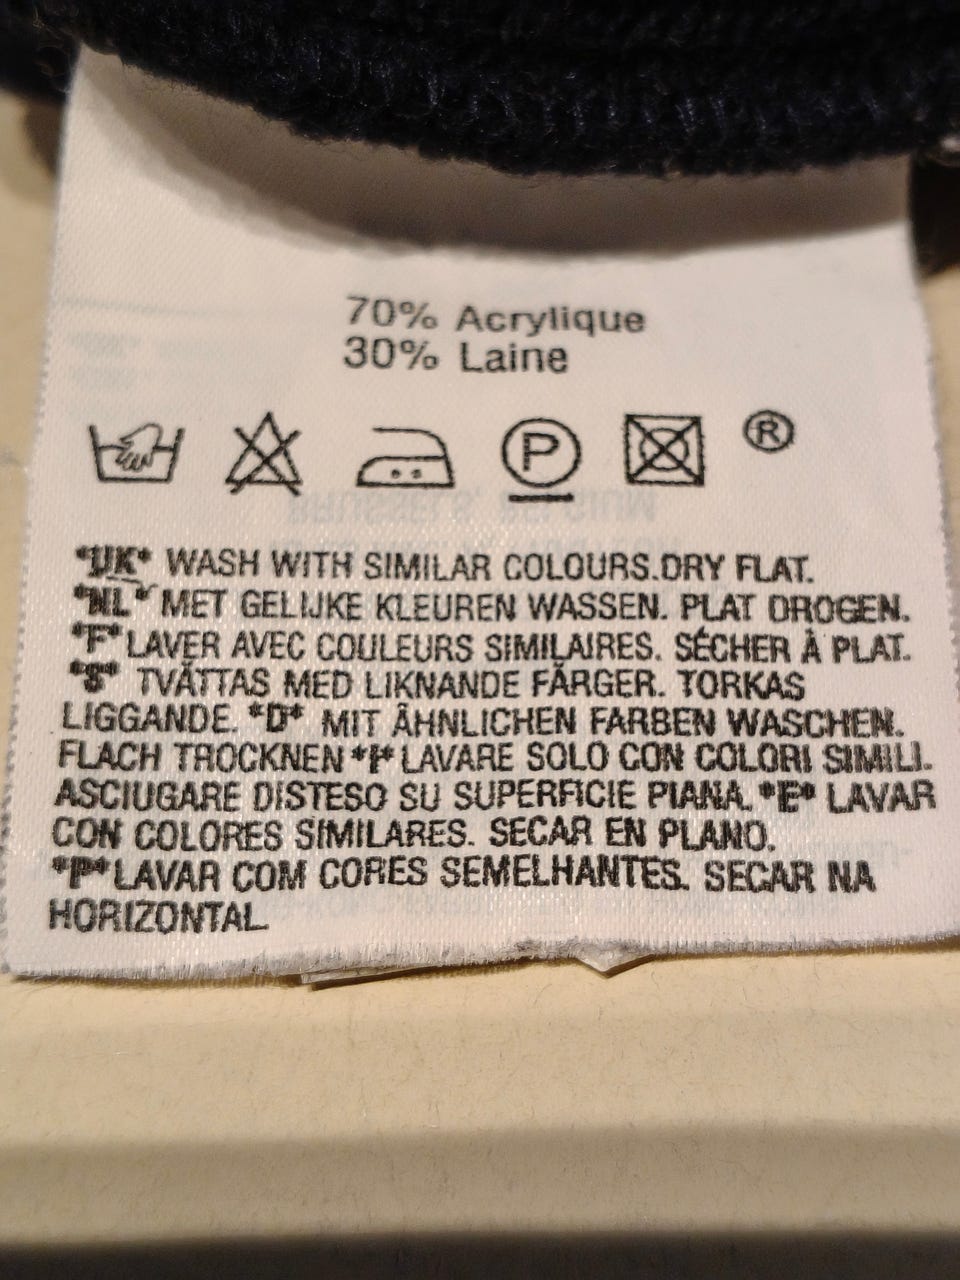 70% Acrylique
30% Laine
P
®
*UK* WASH WITH SIMILAR COLOURS.DRY FLAT.
*NL* MET GELIJKE KLEUREN WASSEN. PLAT DROGEN.
*F* LAVER AVEC COULEURS SIMILAIRES. SÉCHER À PLAT.
*S* TVÄTTAS MED LIKNANDE FÄRGER. TORKAS
LIGGANDE. *D* MIT ÄHNLICHEN FARBEN WASCHEN.
FLACH TROCKNEN *I* LAVARE SOLO CON COLORI SIMILI.
ASCIUGARE DISTESO SU SUPERFICIE PIANA. *E* LAVAR
CON COLORES SIMILARES. SECAR EN PLANO.
*P* LAVAR COM CORES SEMELHANTES. SECAR NA
HORIZONTAL